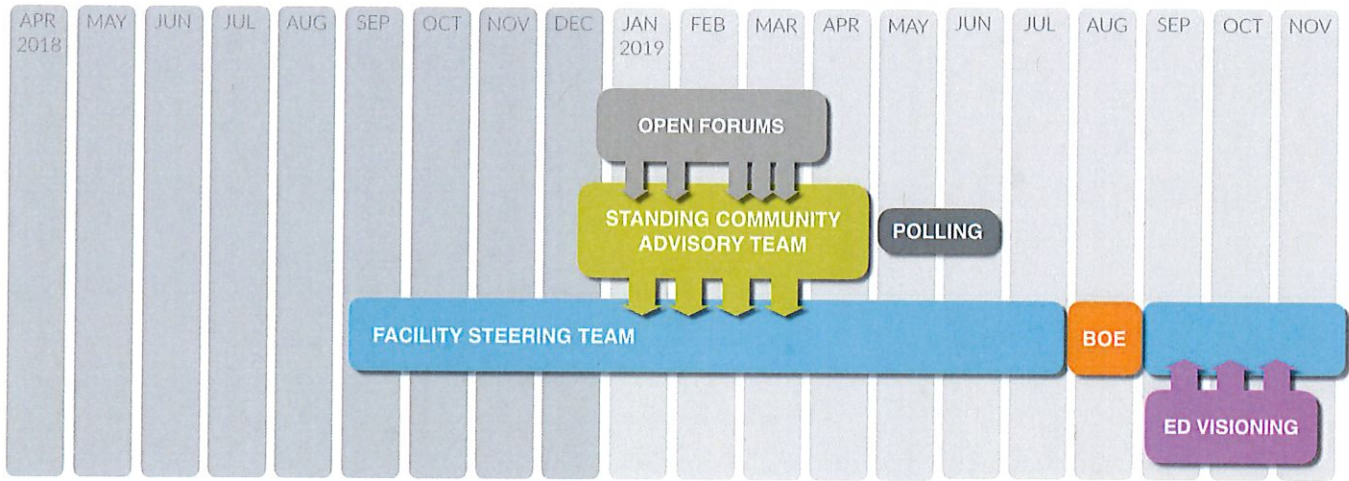 APR MAY JUN JUL AUG SEP OCT NOV DEC JAN FEB MAR APR MAY JUN JUL AUG SEP OCT NOV
2018 2019
OPEN FORUMS
STANDING COMMUNITY
ADVISORY TEAM
POLLING
FACILITY STEERING TEAM
BOE
ED VISIONING